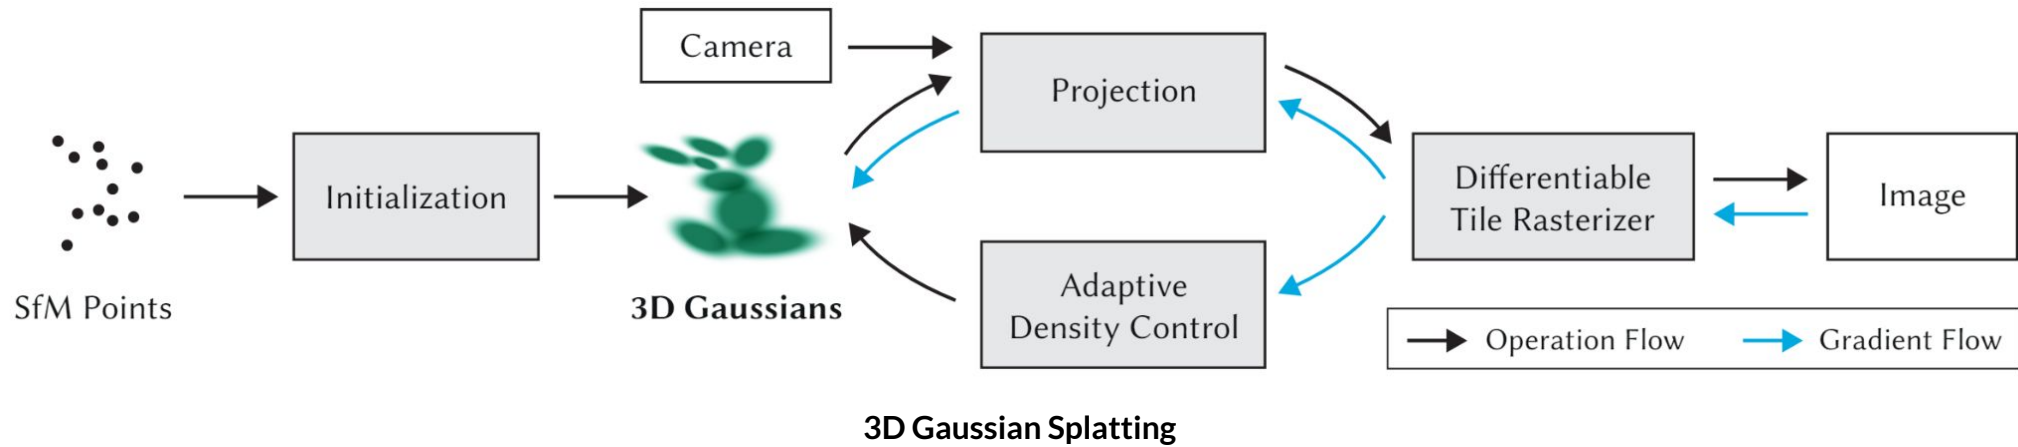 Camera
Projection
Initialization
Differentiable
Tile Rasterizer
Image
SfM Points
3D Gaussians
Adaptive
Density Control
Operation Flow
Gradient Flow
3D Gaussian Splatting